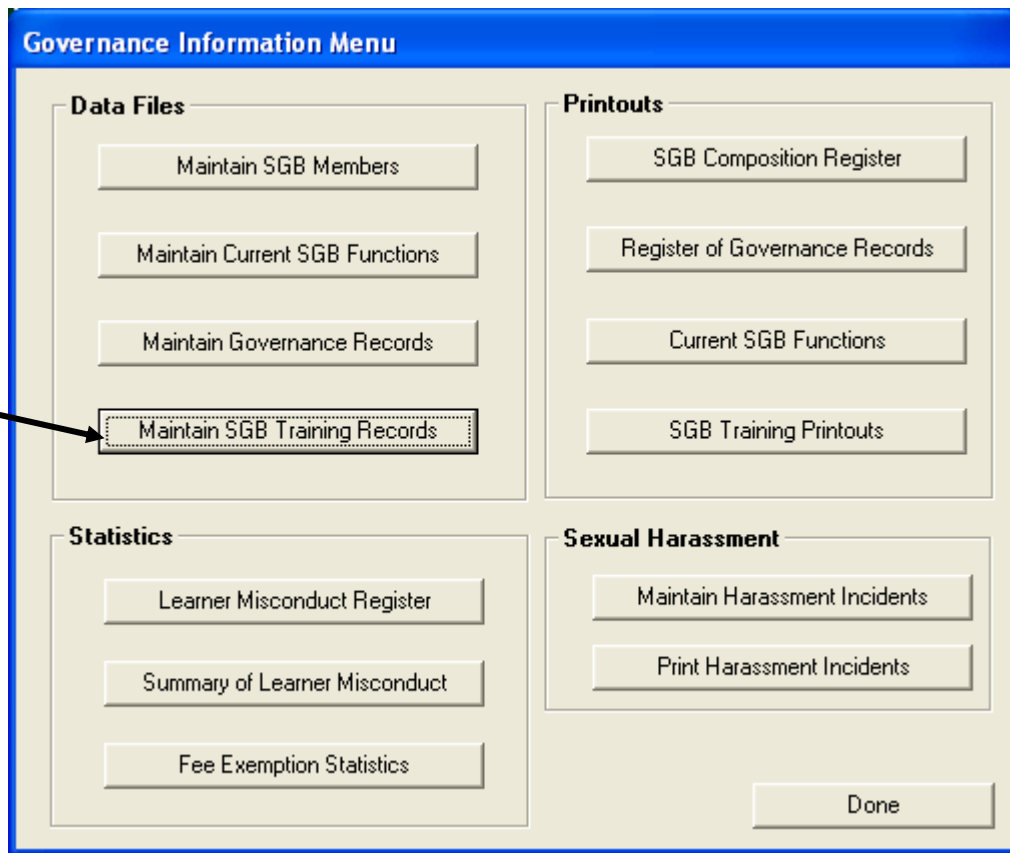 Governance Information Menu
Data Files
Maintain SGB Members
Maintain Current SGB Functions
Maintain Governance Records
Maintain SGB Training Records
Printouts
SGB Composition Register
Register of Governance Records
Current SGB Functions
SGB Training Printouts
Statistics
Learner Misconduct Register
Summary of Learner Misconduct
Fee Exemption Statistics
Sexual Harassment
Maintain Harassment Incidents
Print Harassment Incidents
Done